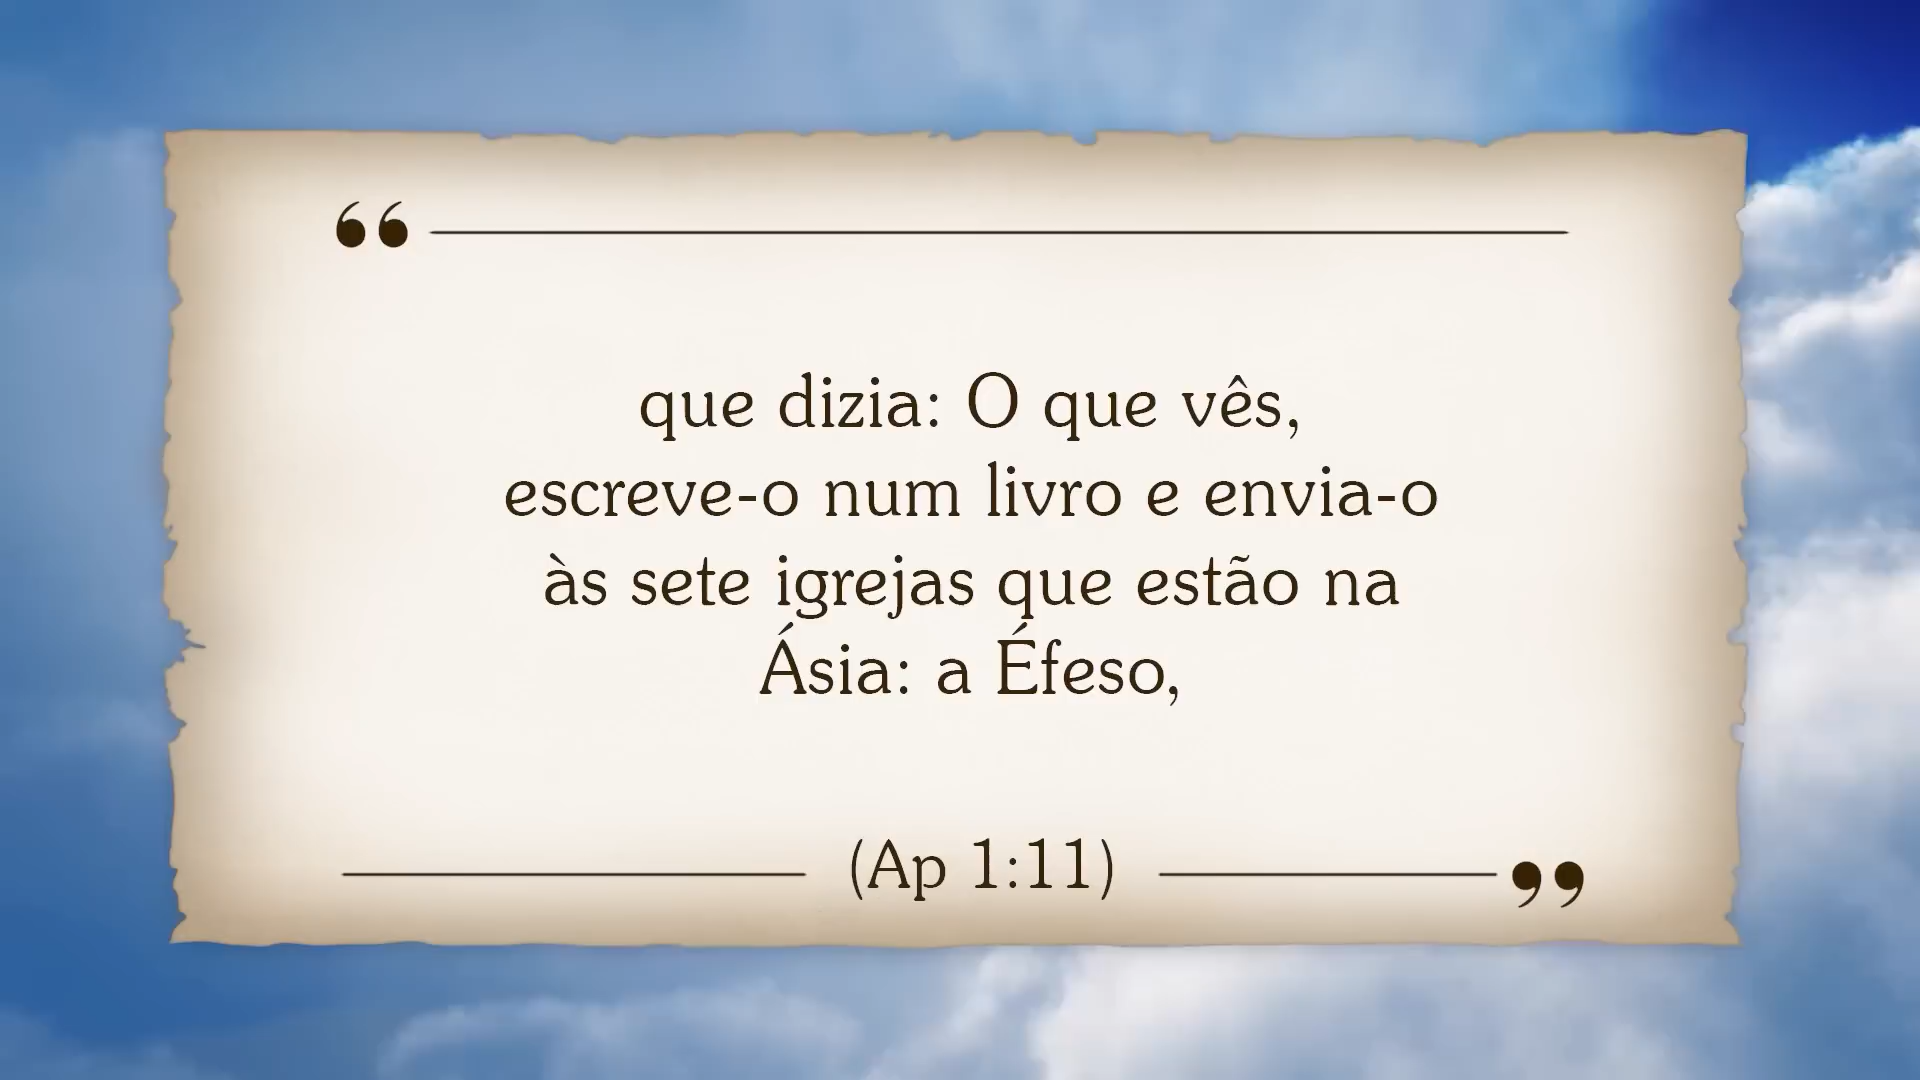 que dizia: O que vês,
escreve-o num livro e envia-o
às sete igrejas que estão na
Ásia: a Éfeso,
(Ap 1:11)